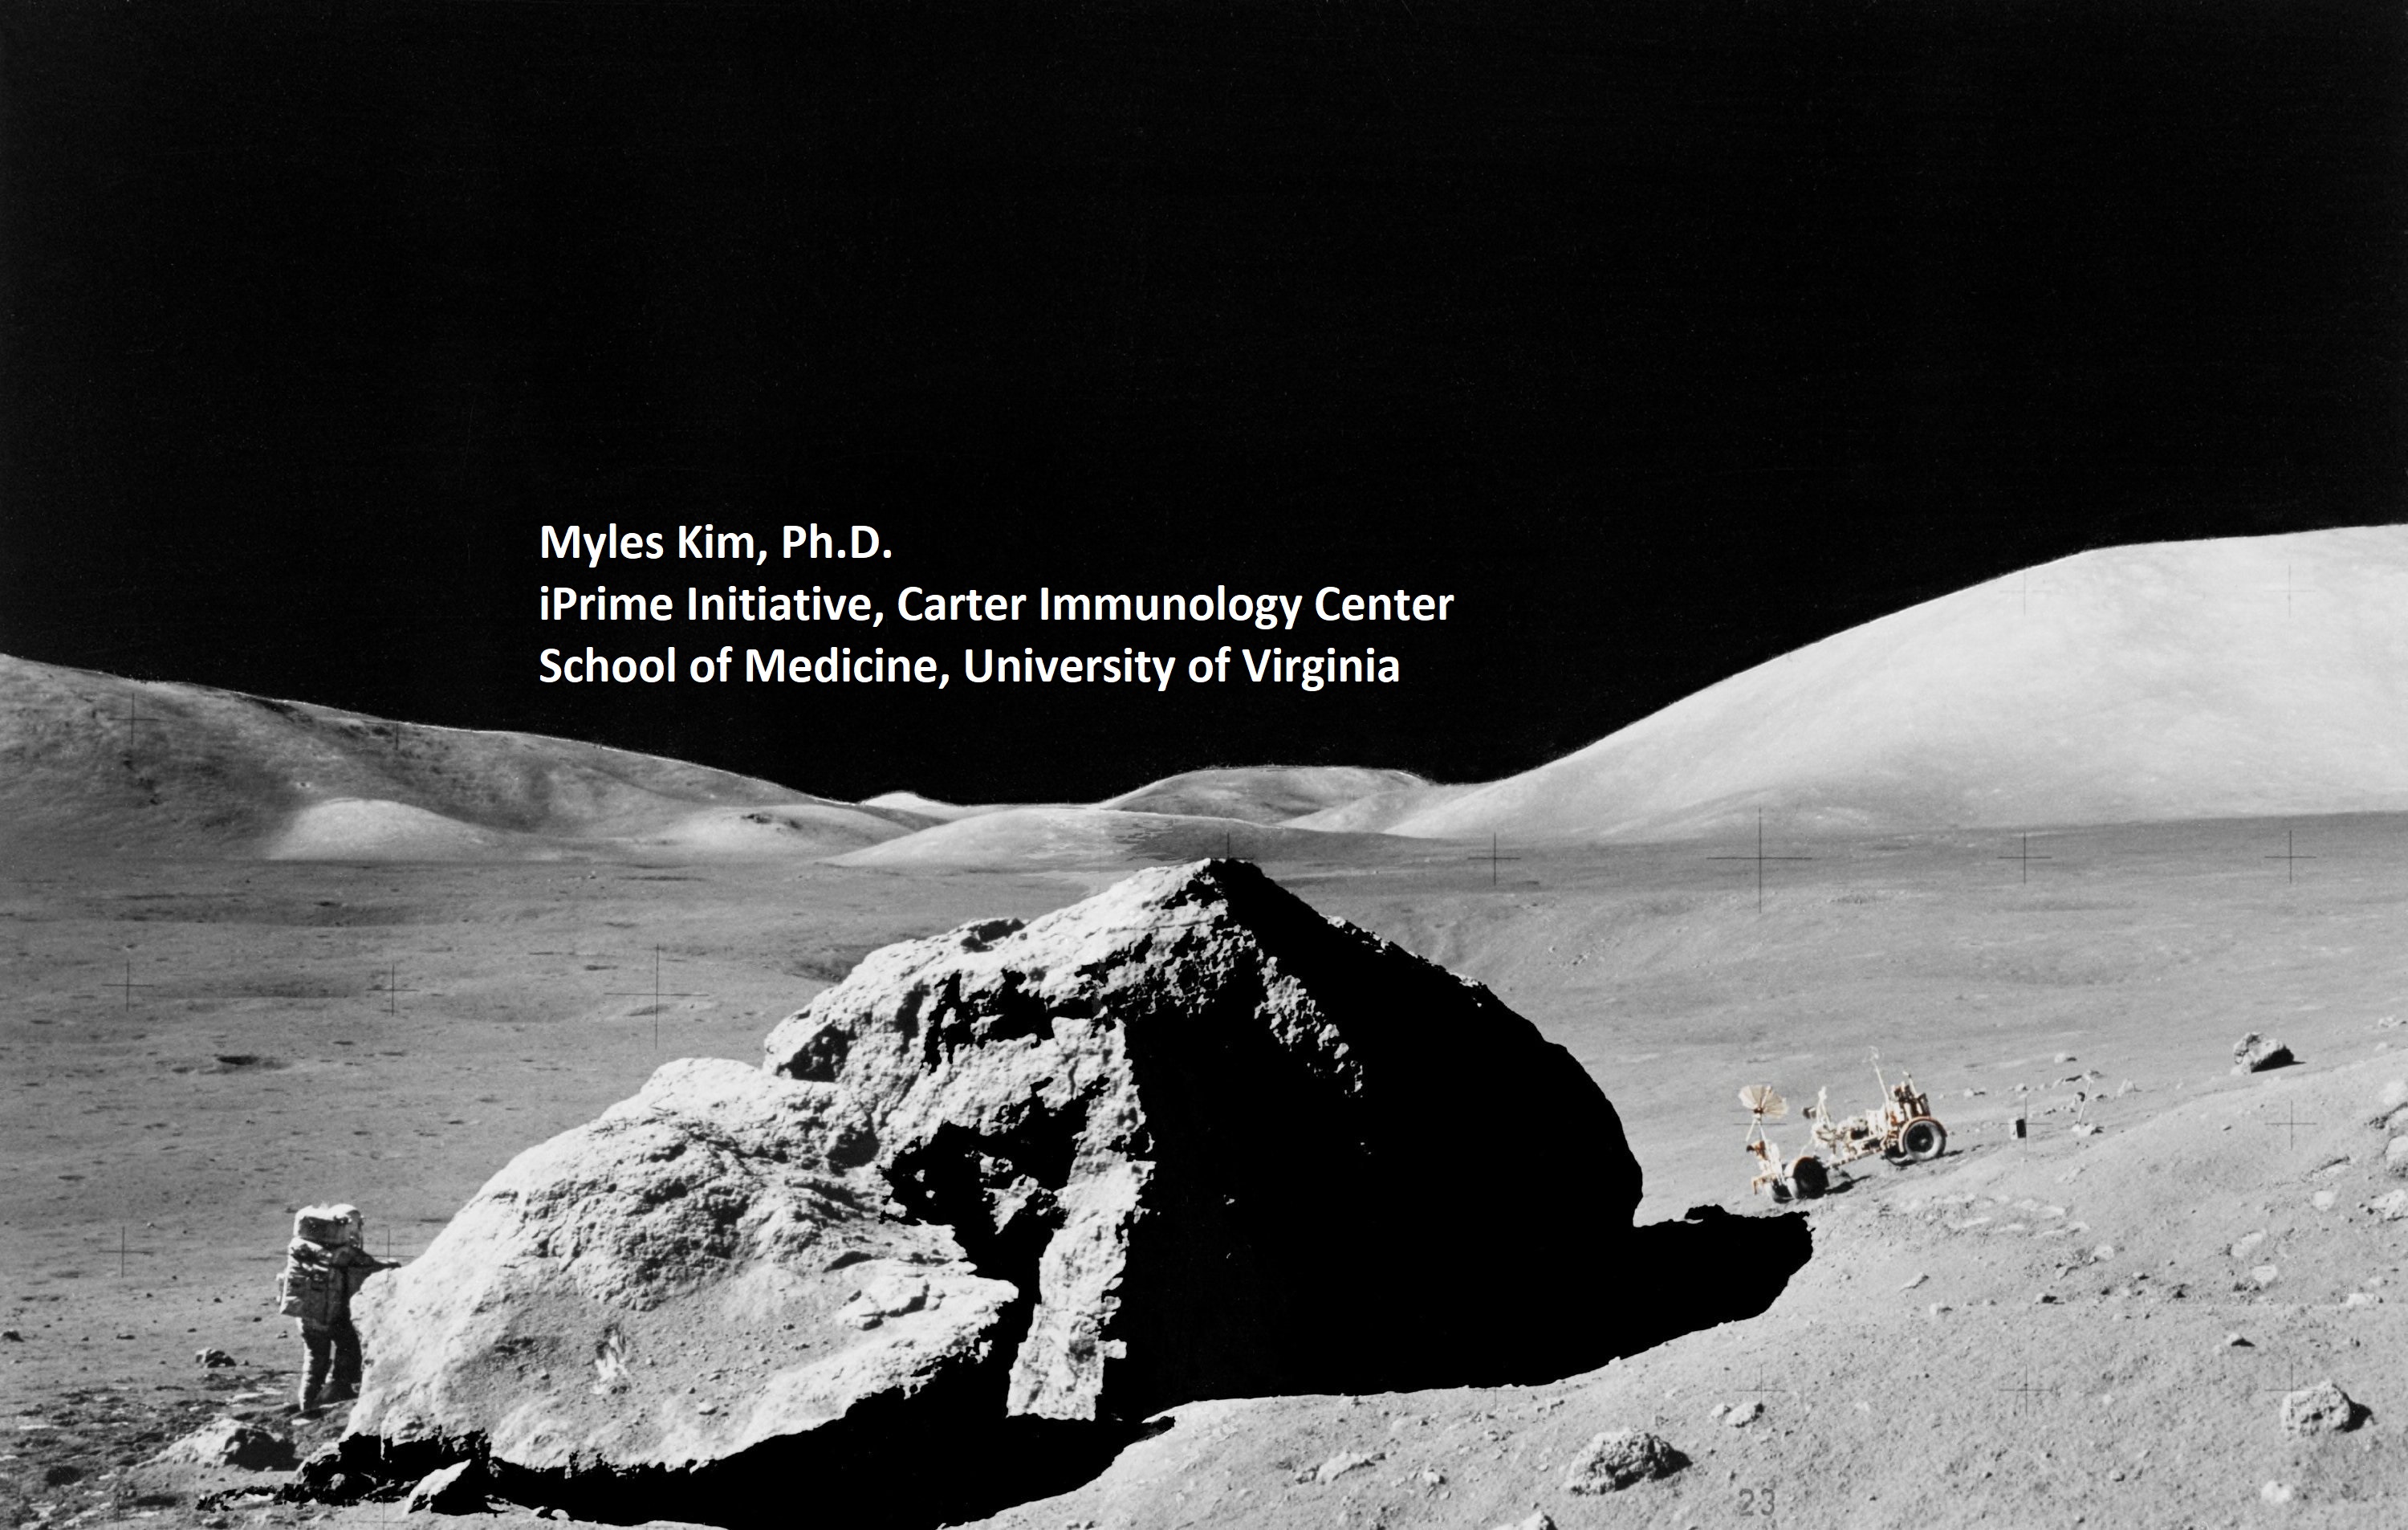 Myles Kim, Ph.D.
iPrime Initiative, Carter Immunology Center
School of Medicine, University of Virginia
23